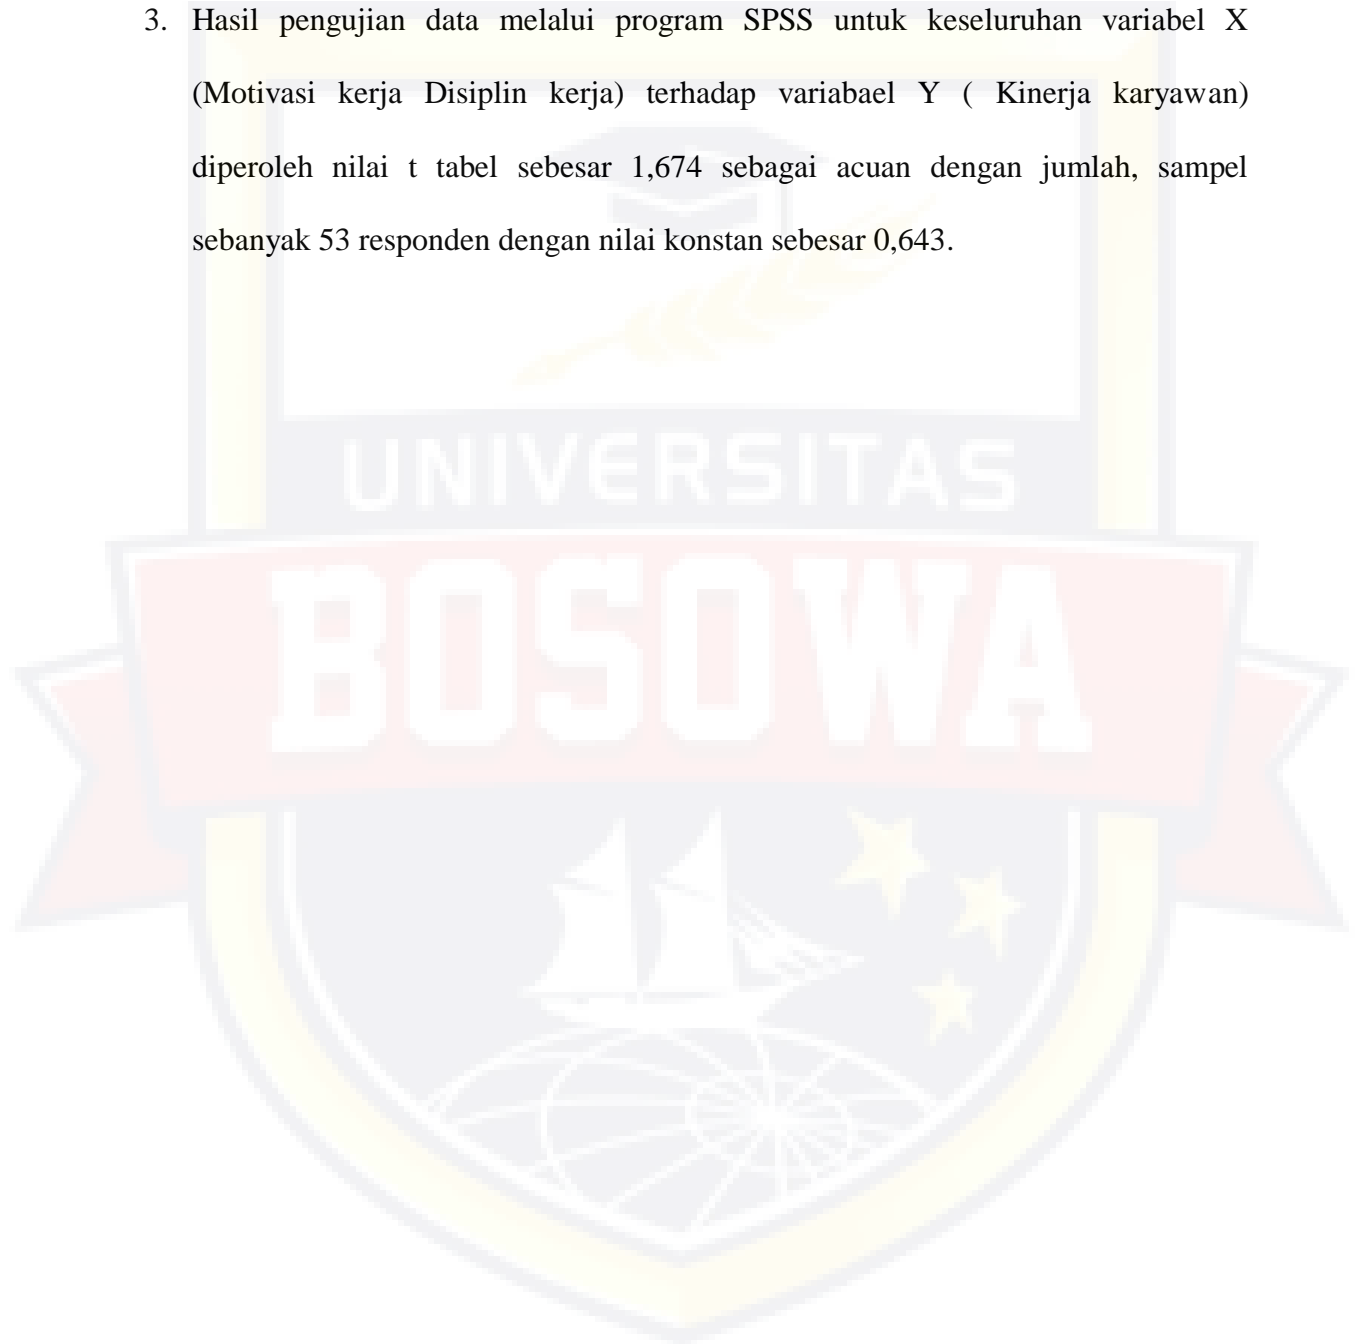 3. Hasil pengujian data melalui program SPSS untuk keseluruhan variabel X
(Motivasi kerja Disiplin kerja) terhadap variabael Y ( Kinerja karyawan)
diperoleh nilai t tabel sebesar 1,674 sebagai acuan dengan jumlah, sampel
sebanyak 53 responden dengan nilai konstan sebesar 0,643.
UNIVERSITAS
BOSOWA